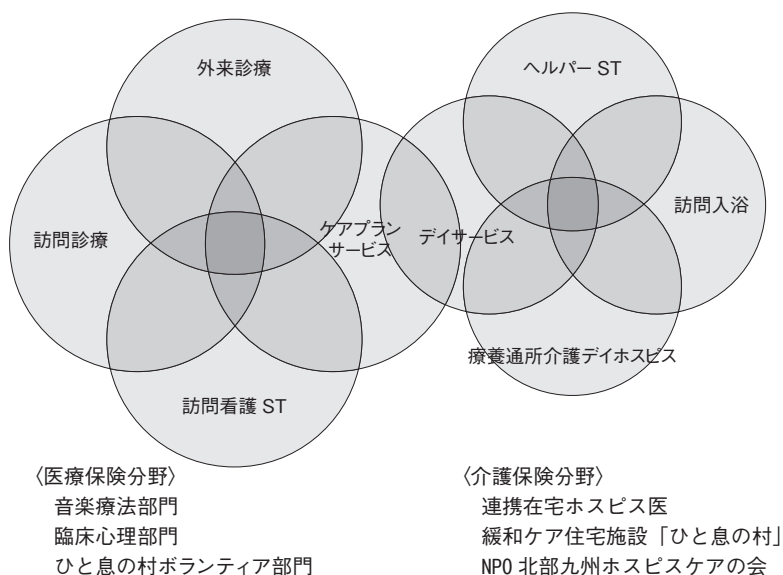 外来診療
ヘルパー ST
訪問診療
ケアプラン
サービス
デイサービス
訪問入浴
訪問看護 ST
療養通所介護デイホスピス
〈医療保険分野〉
音楽療法部門
臨床心理部門
ひと息の村ボランティア部門
〈介護保険分野〉
連携在宅ホスピス医
緩和ケア住宅施設「ひと息の村」
NPO 北部九州ホスピスケアの会